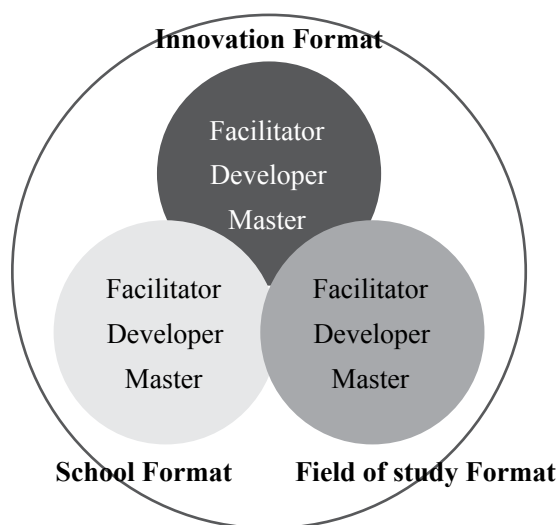 Innovation Format
Facilitator
Developer
Master
Facilitator
Developer
Master
Facilitator
Developer
Master
School Format
Field of study Format